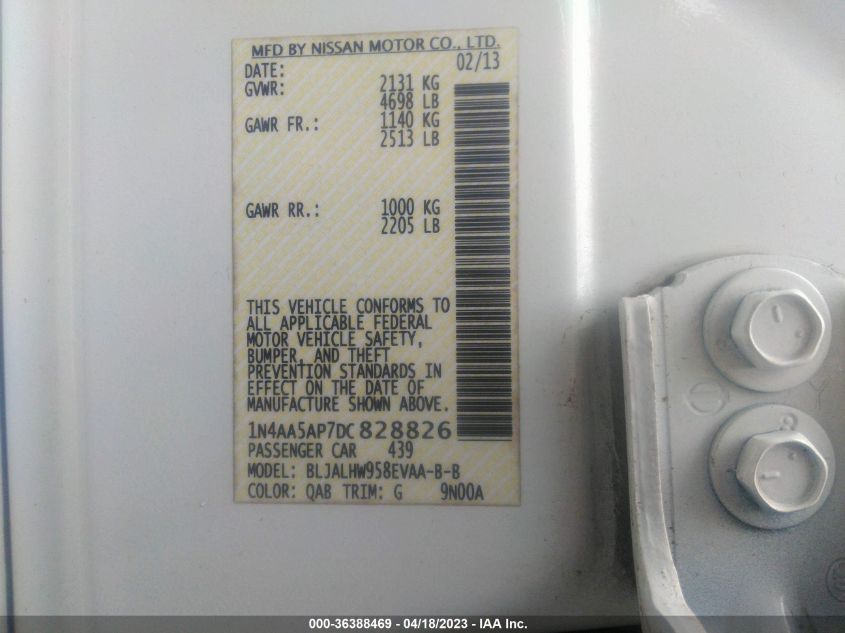 MFD BY NISSAN MOTOR CO., LTD.
DATE: 02/13
GVWR: 2131 KG
4698 LB
GAWR FR.: 1140 KG
2513 LB
GAWR RR.: 1000 KG
2205 LB
THIS VEHICLE CONFORMS TO
ALL APPLICABLE FEDERAL
MOTOR VEHICLE SAFETY,
BUMPER, AND THEFT
PREVENTION STANDARDS IN
EFFECT ON THE DATE OF
MANUFACTURE SHOWN ABOVE.
1N4AA5AP7DC828826
PASSENGER CAR 439
MODEL: BLJALHW958EVAA-B-B
COLOR: QAB TRIM: G 9N00A
000-36388469 - 04/18/2023 - IAA Inc.